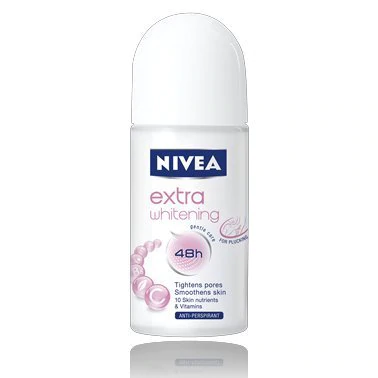 NIVEA
extra
whitening
gentle care
FOR PLUCKING
48h
Tightens pores
Smoothens skin
10 Skin nutrients
& Vitamins
ANTI-PERSPIRANT